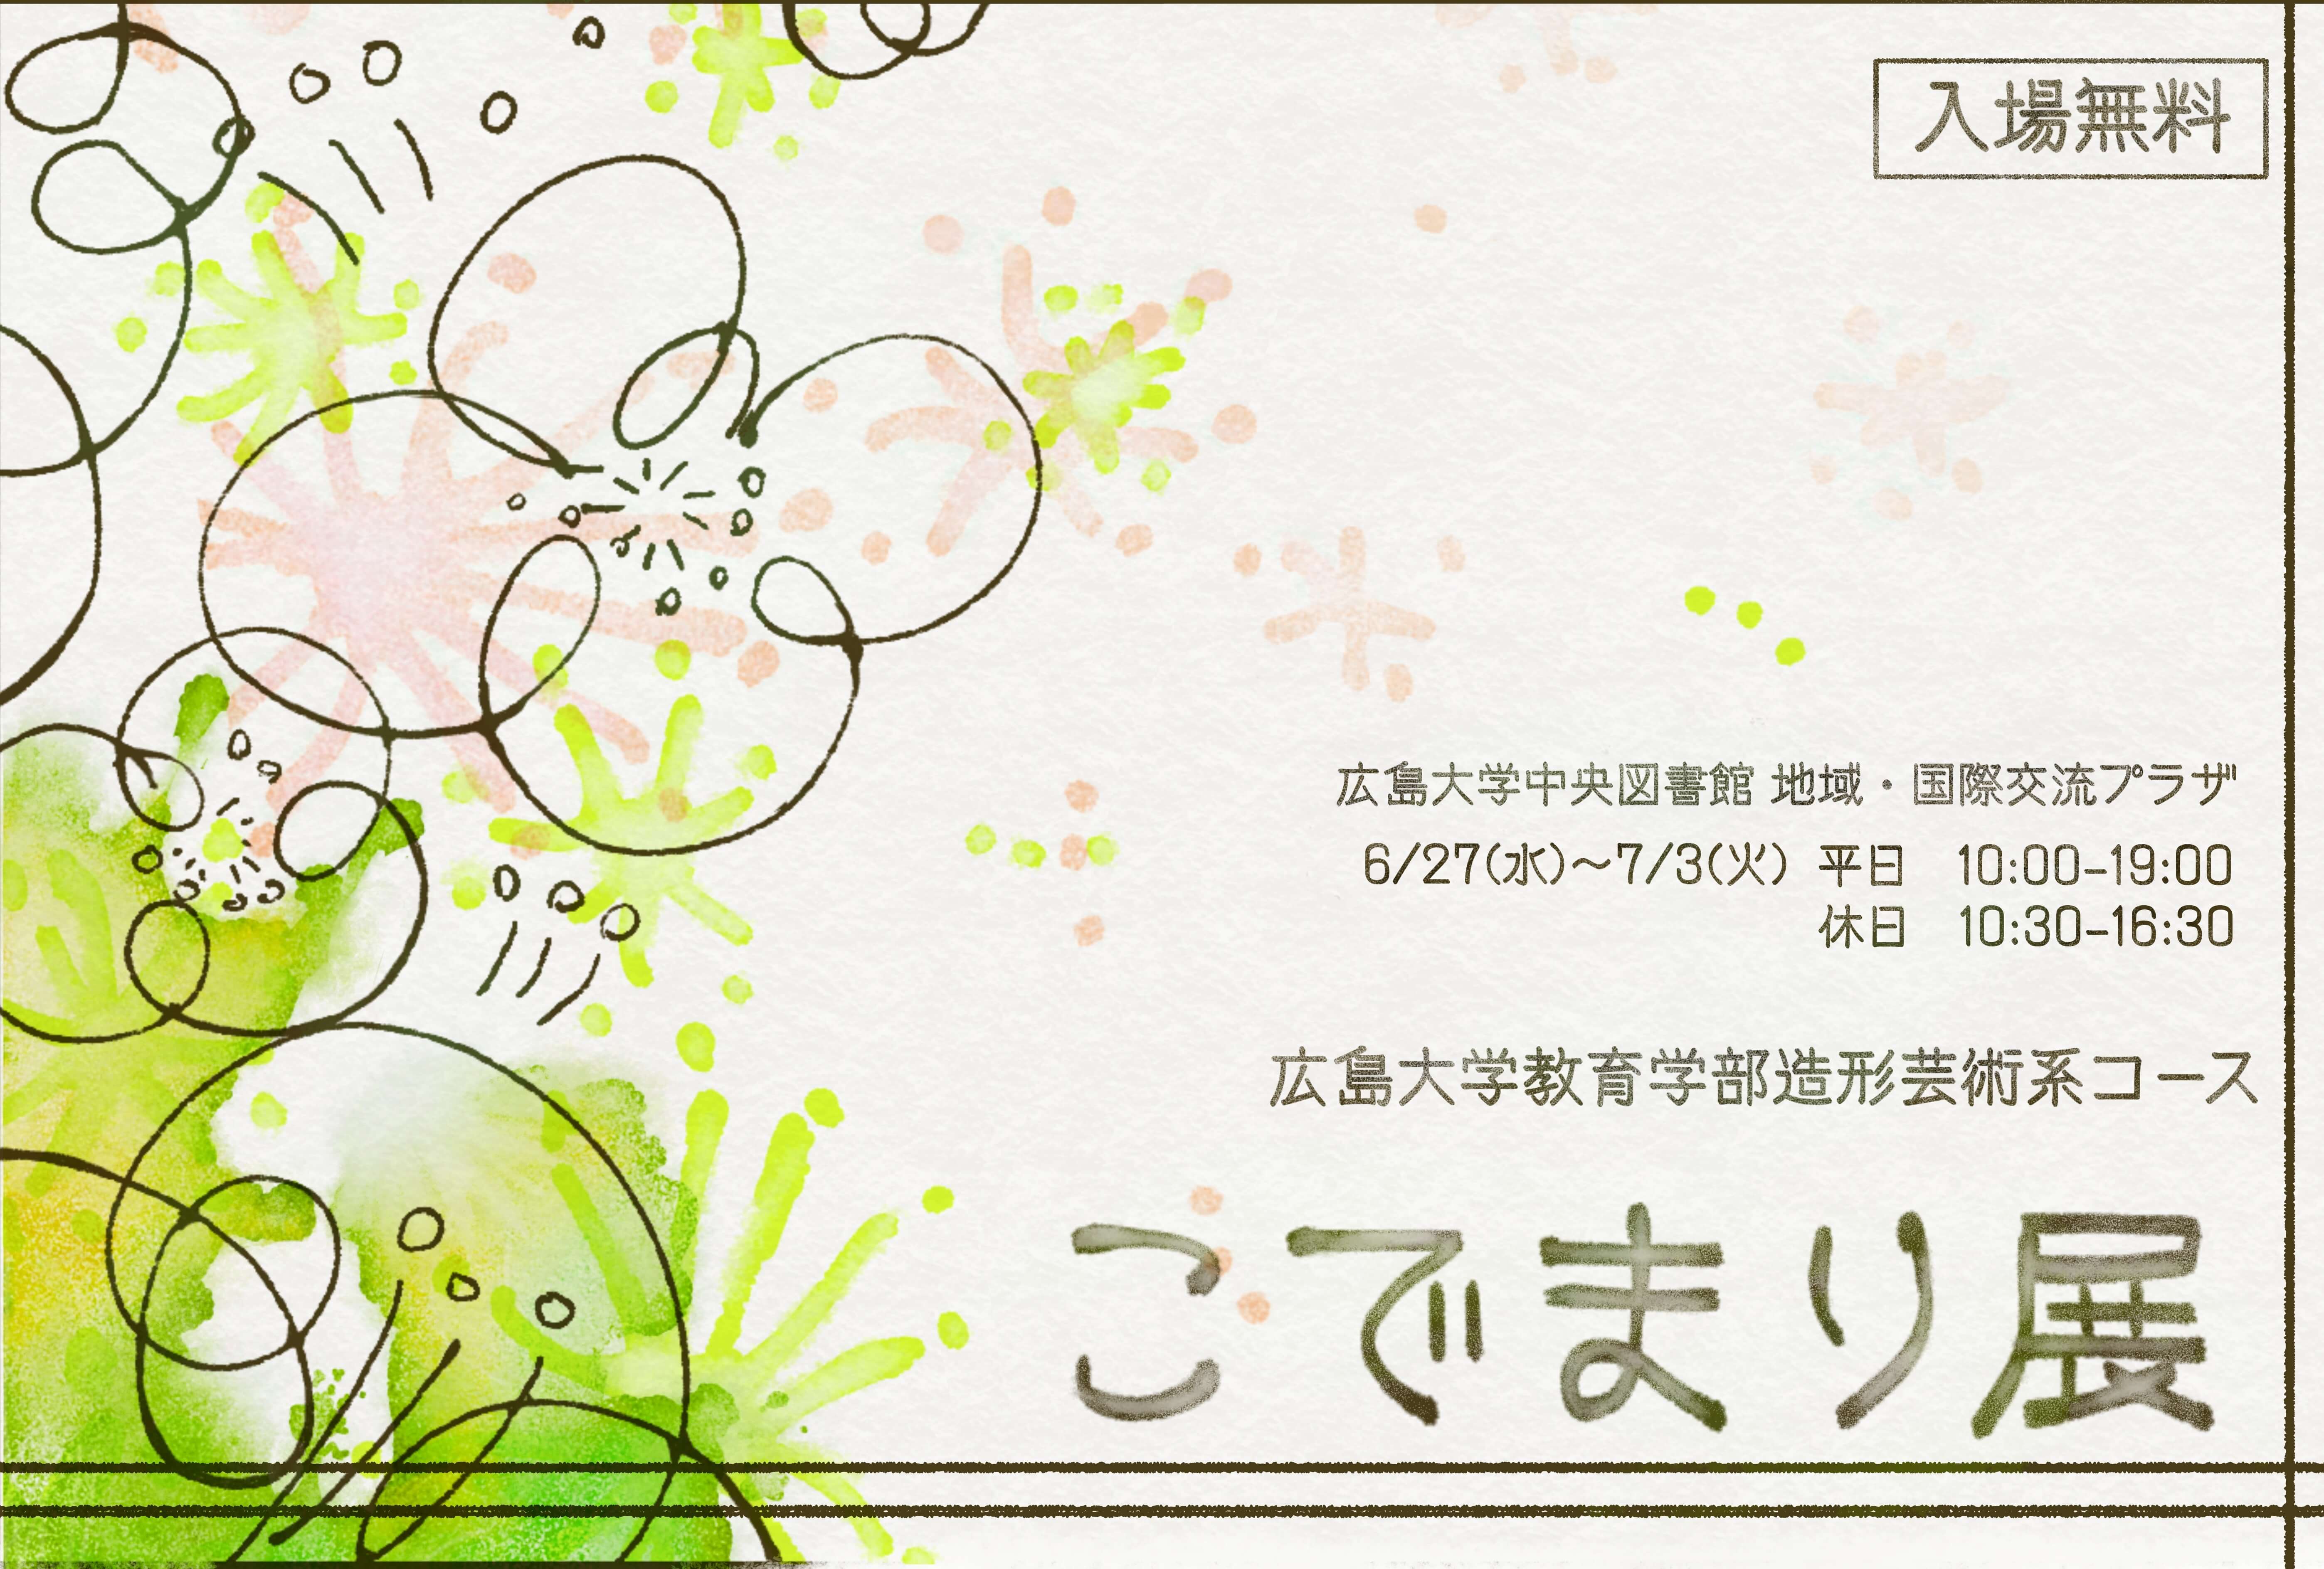 入場無料
広島大学中央図書館 地域・国際交流プラザ
6/27(水)～7/3(火) 平日　10:00-19:00
休日　10:30-16:30
広島大学教育学部造形芸術系コース
こでまり展